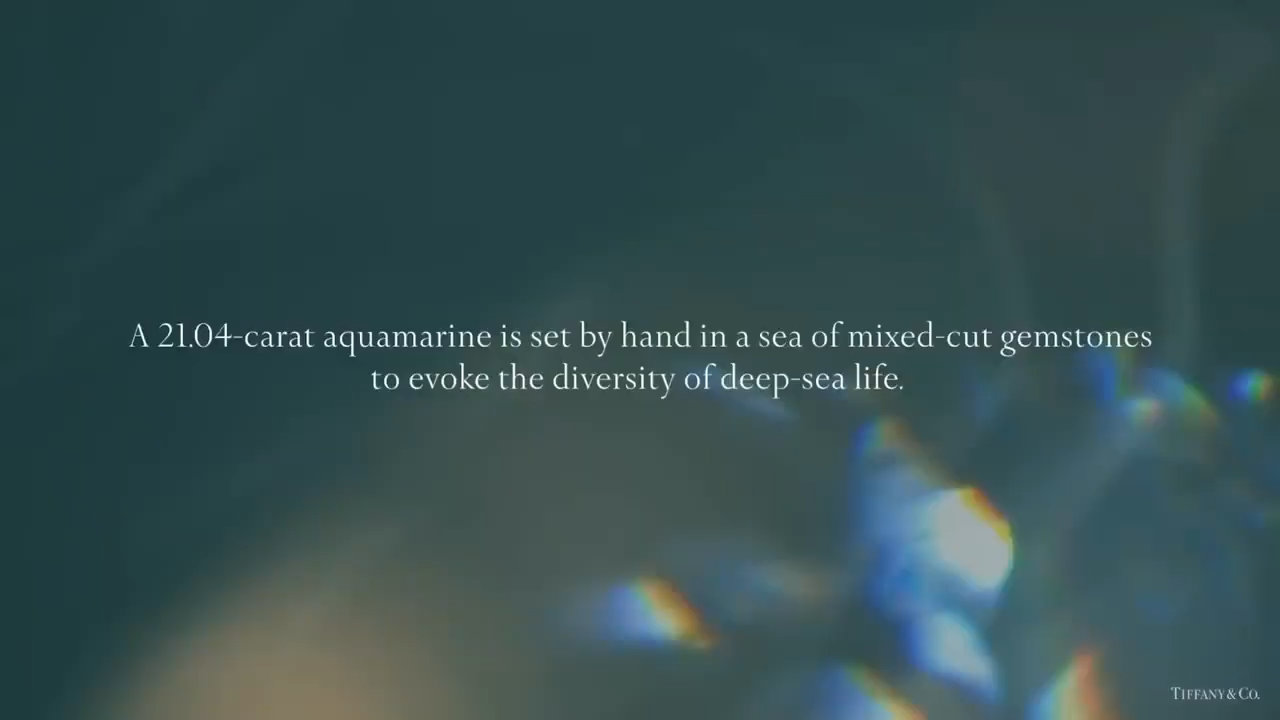 A 21.04-carat aquamarine is set by hand in a sea of mixed-cut gemstones
to evoke the diversity of deep-sea life.
TIFFANY & CO.